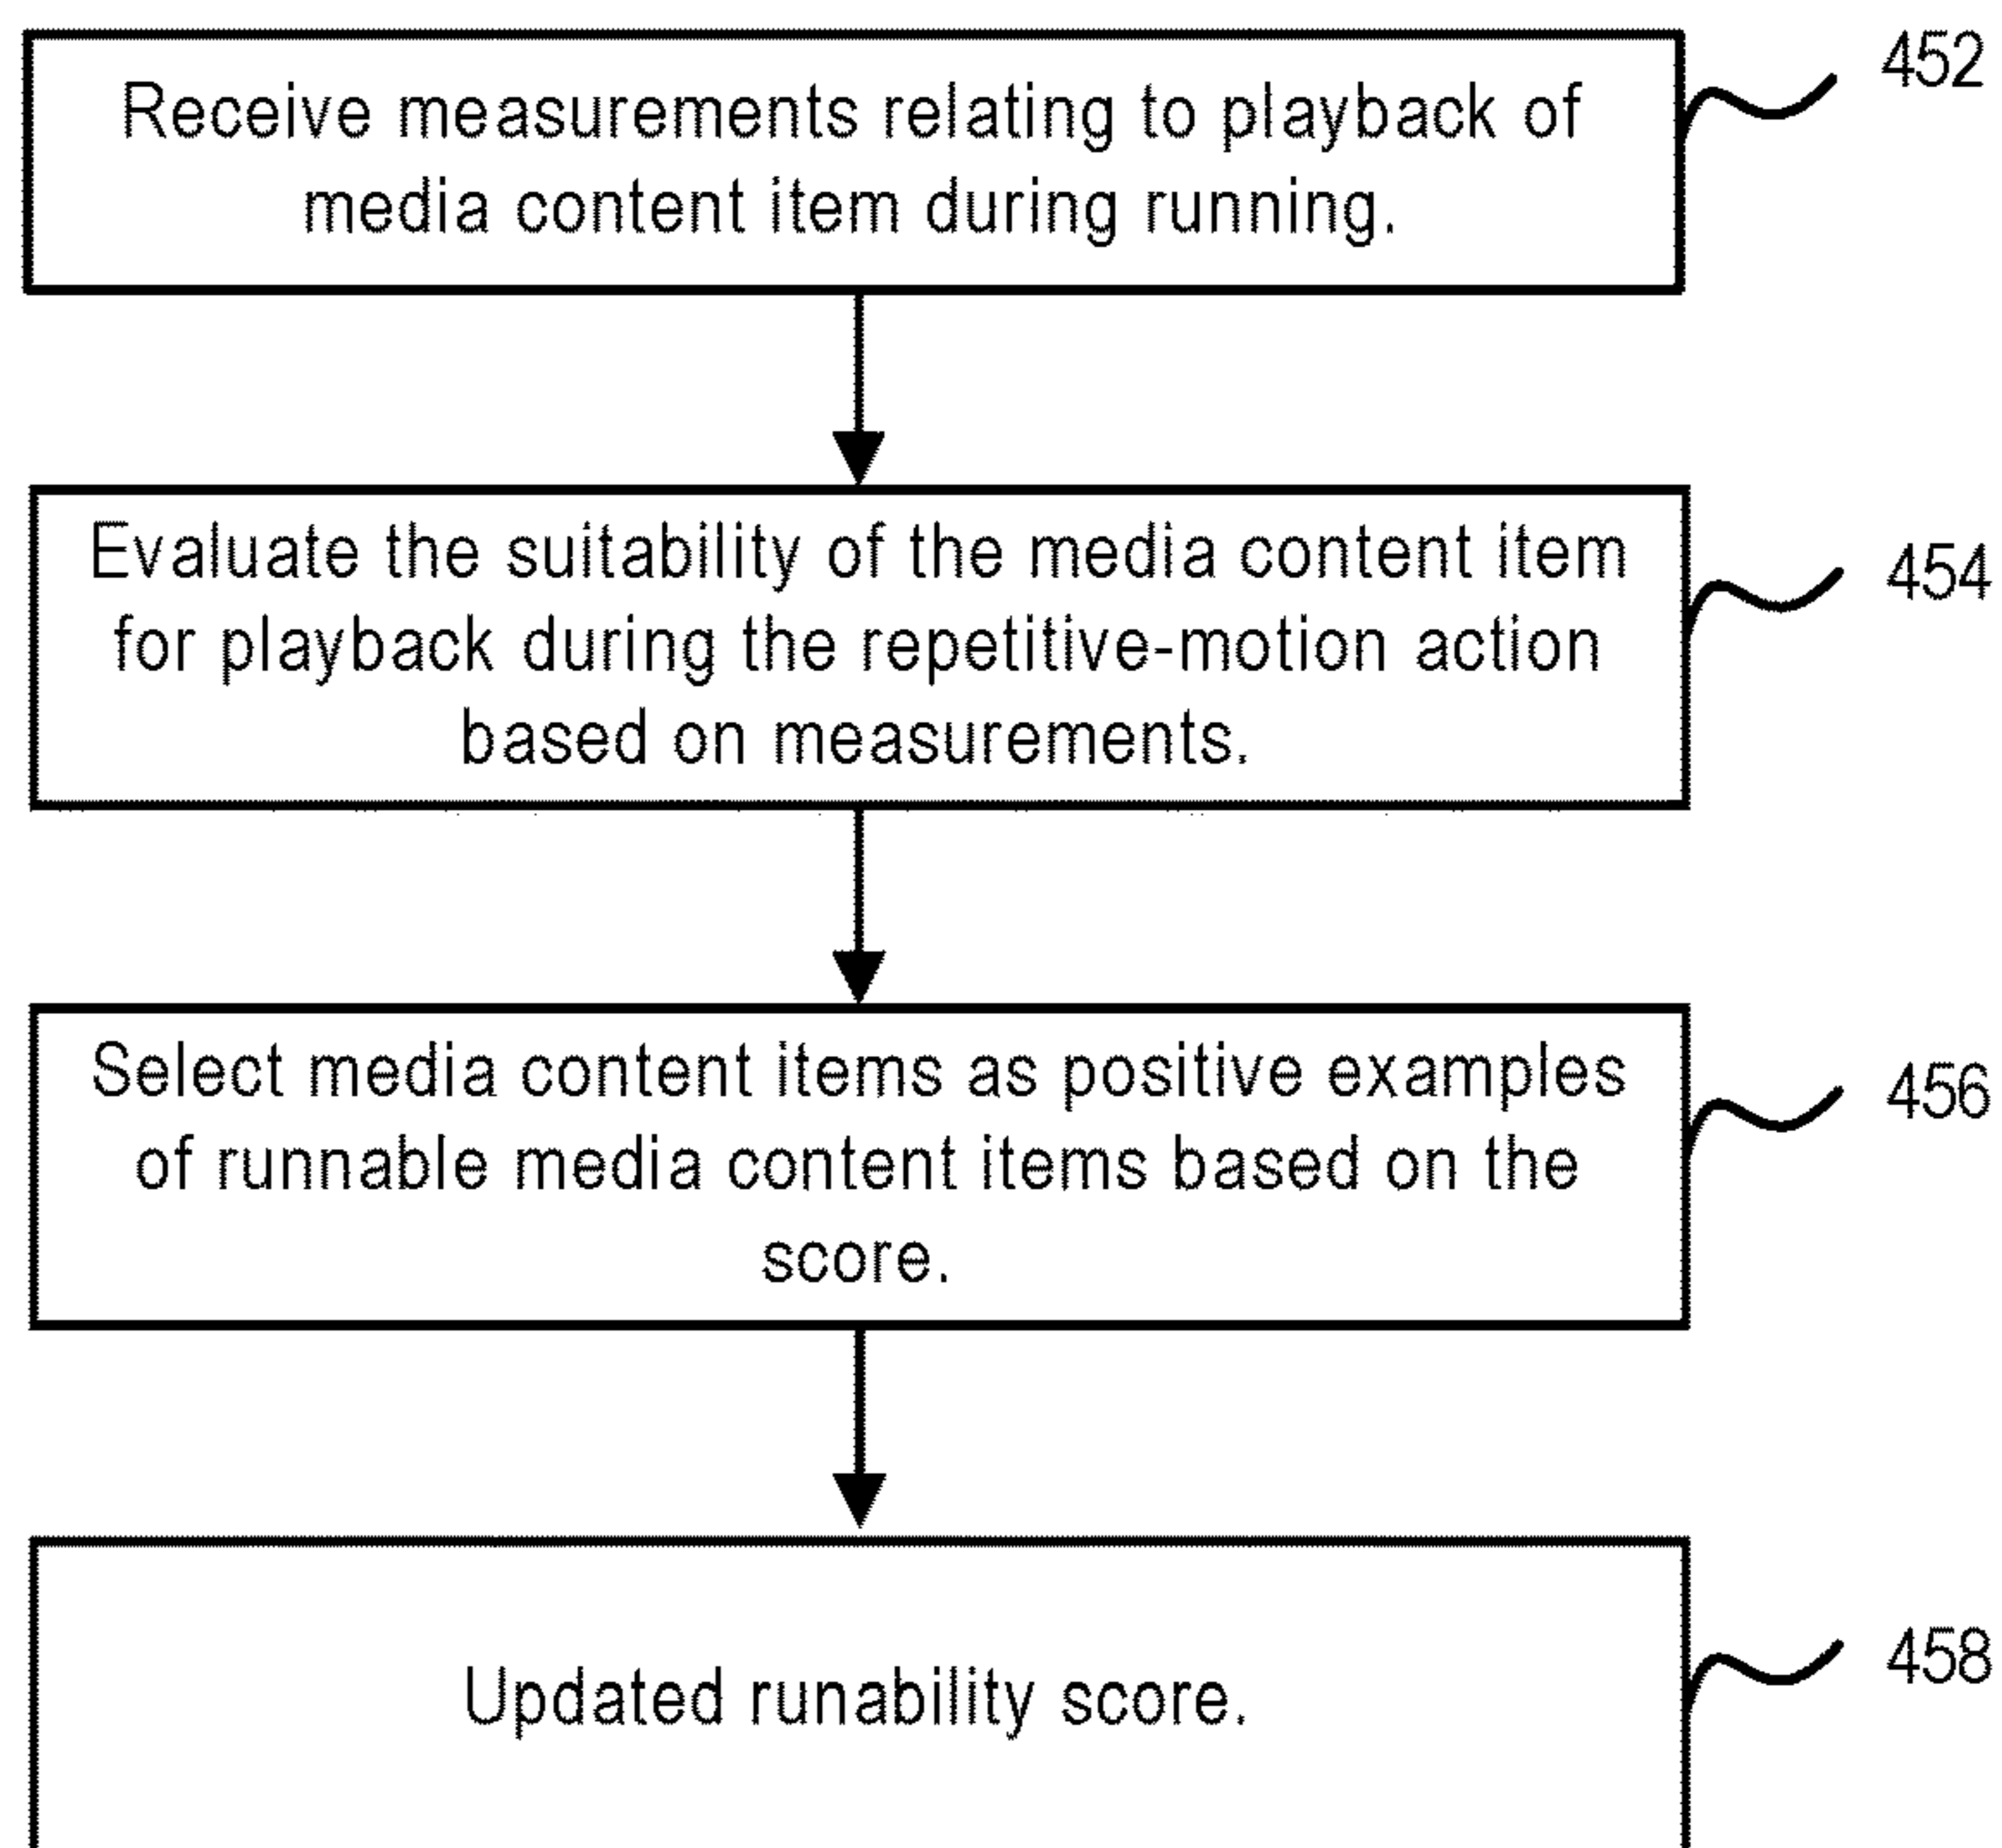 Receive measurements relating to playback of
media content item during running.
452
Evaluate the suitability of the media content item
for playback during the repetitive-motion action
based on measurements.
454
Select media content items as positive examples
of runnable media content items based on the
score.
456
Updated runability score.
458